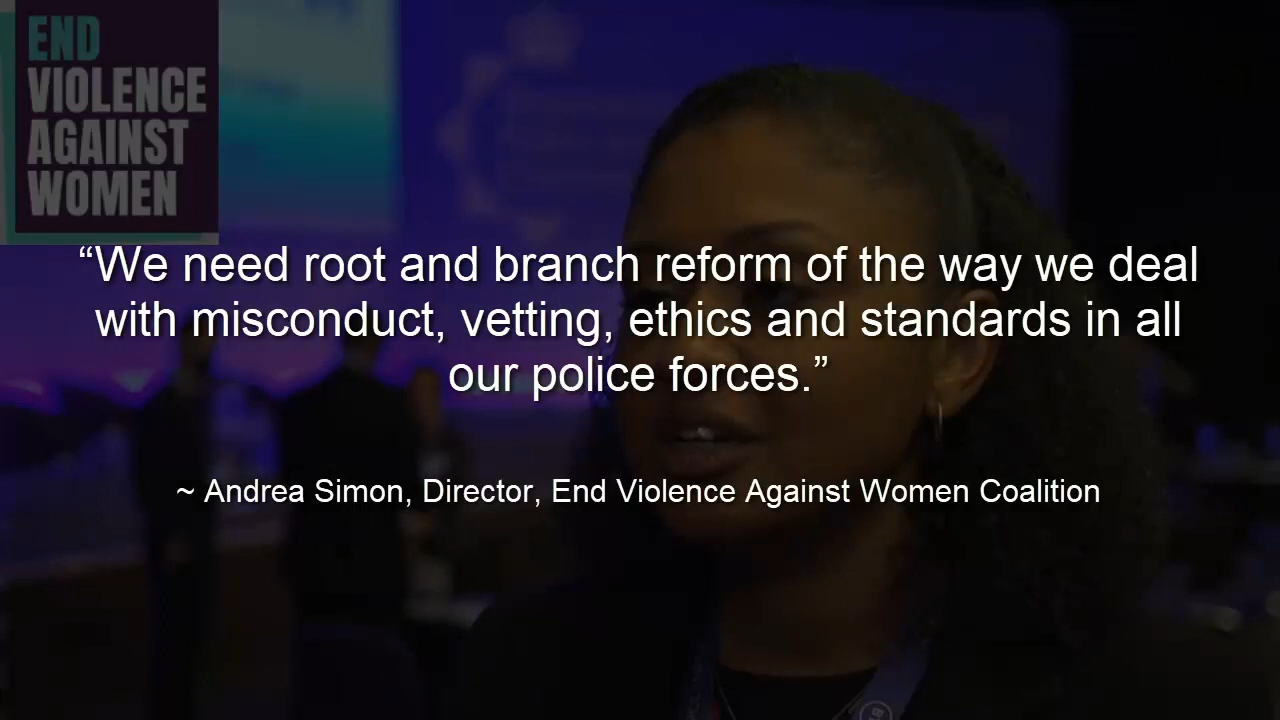 END
VIOLENCE
AGAINST
WOMEN
“We need root and branch reform of the way we deal
with misconduct, vetting, ethics and standards in all
our police forces.”
~ Andrea Simon, Director, End Violence Against Women Coalition